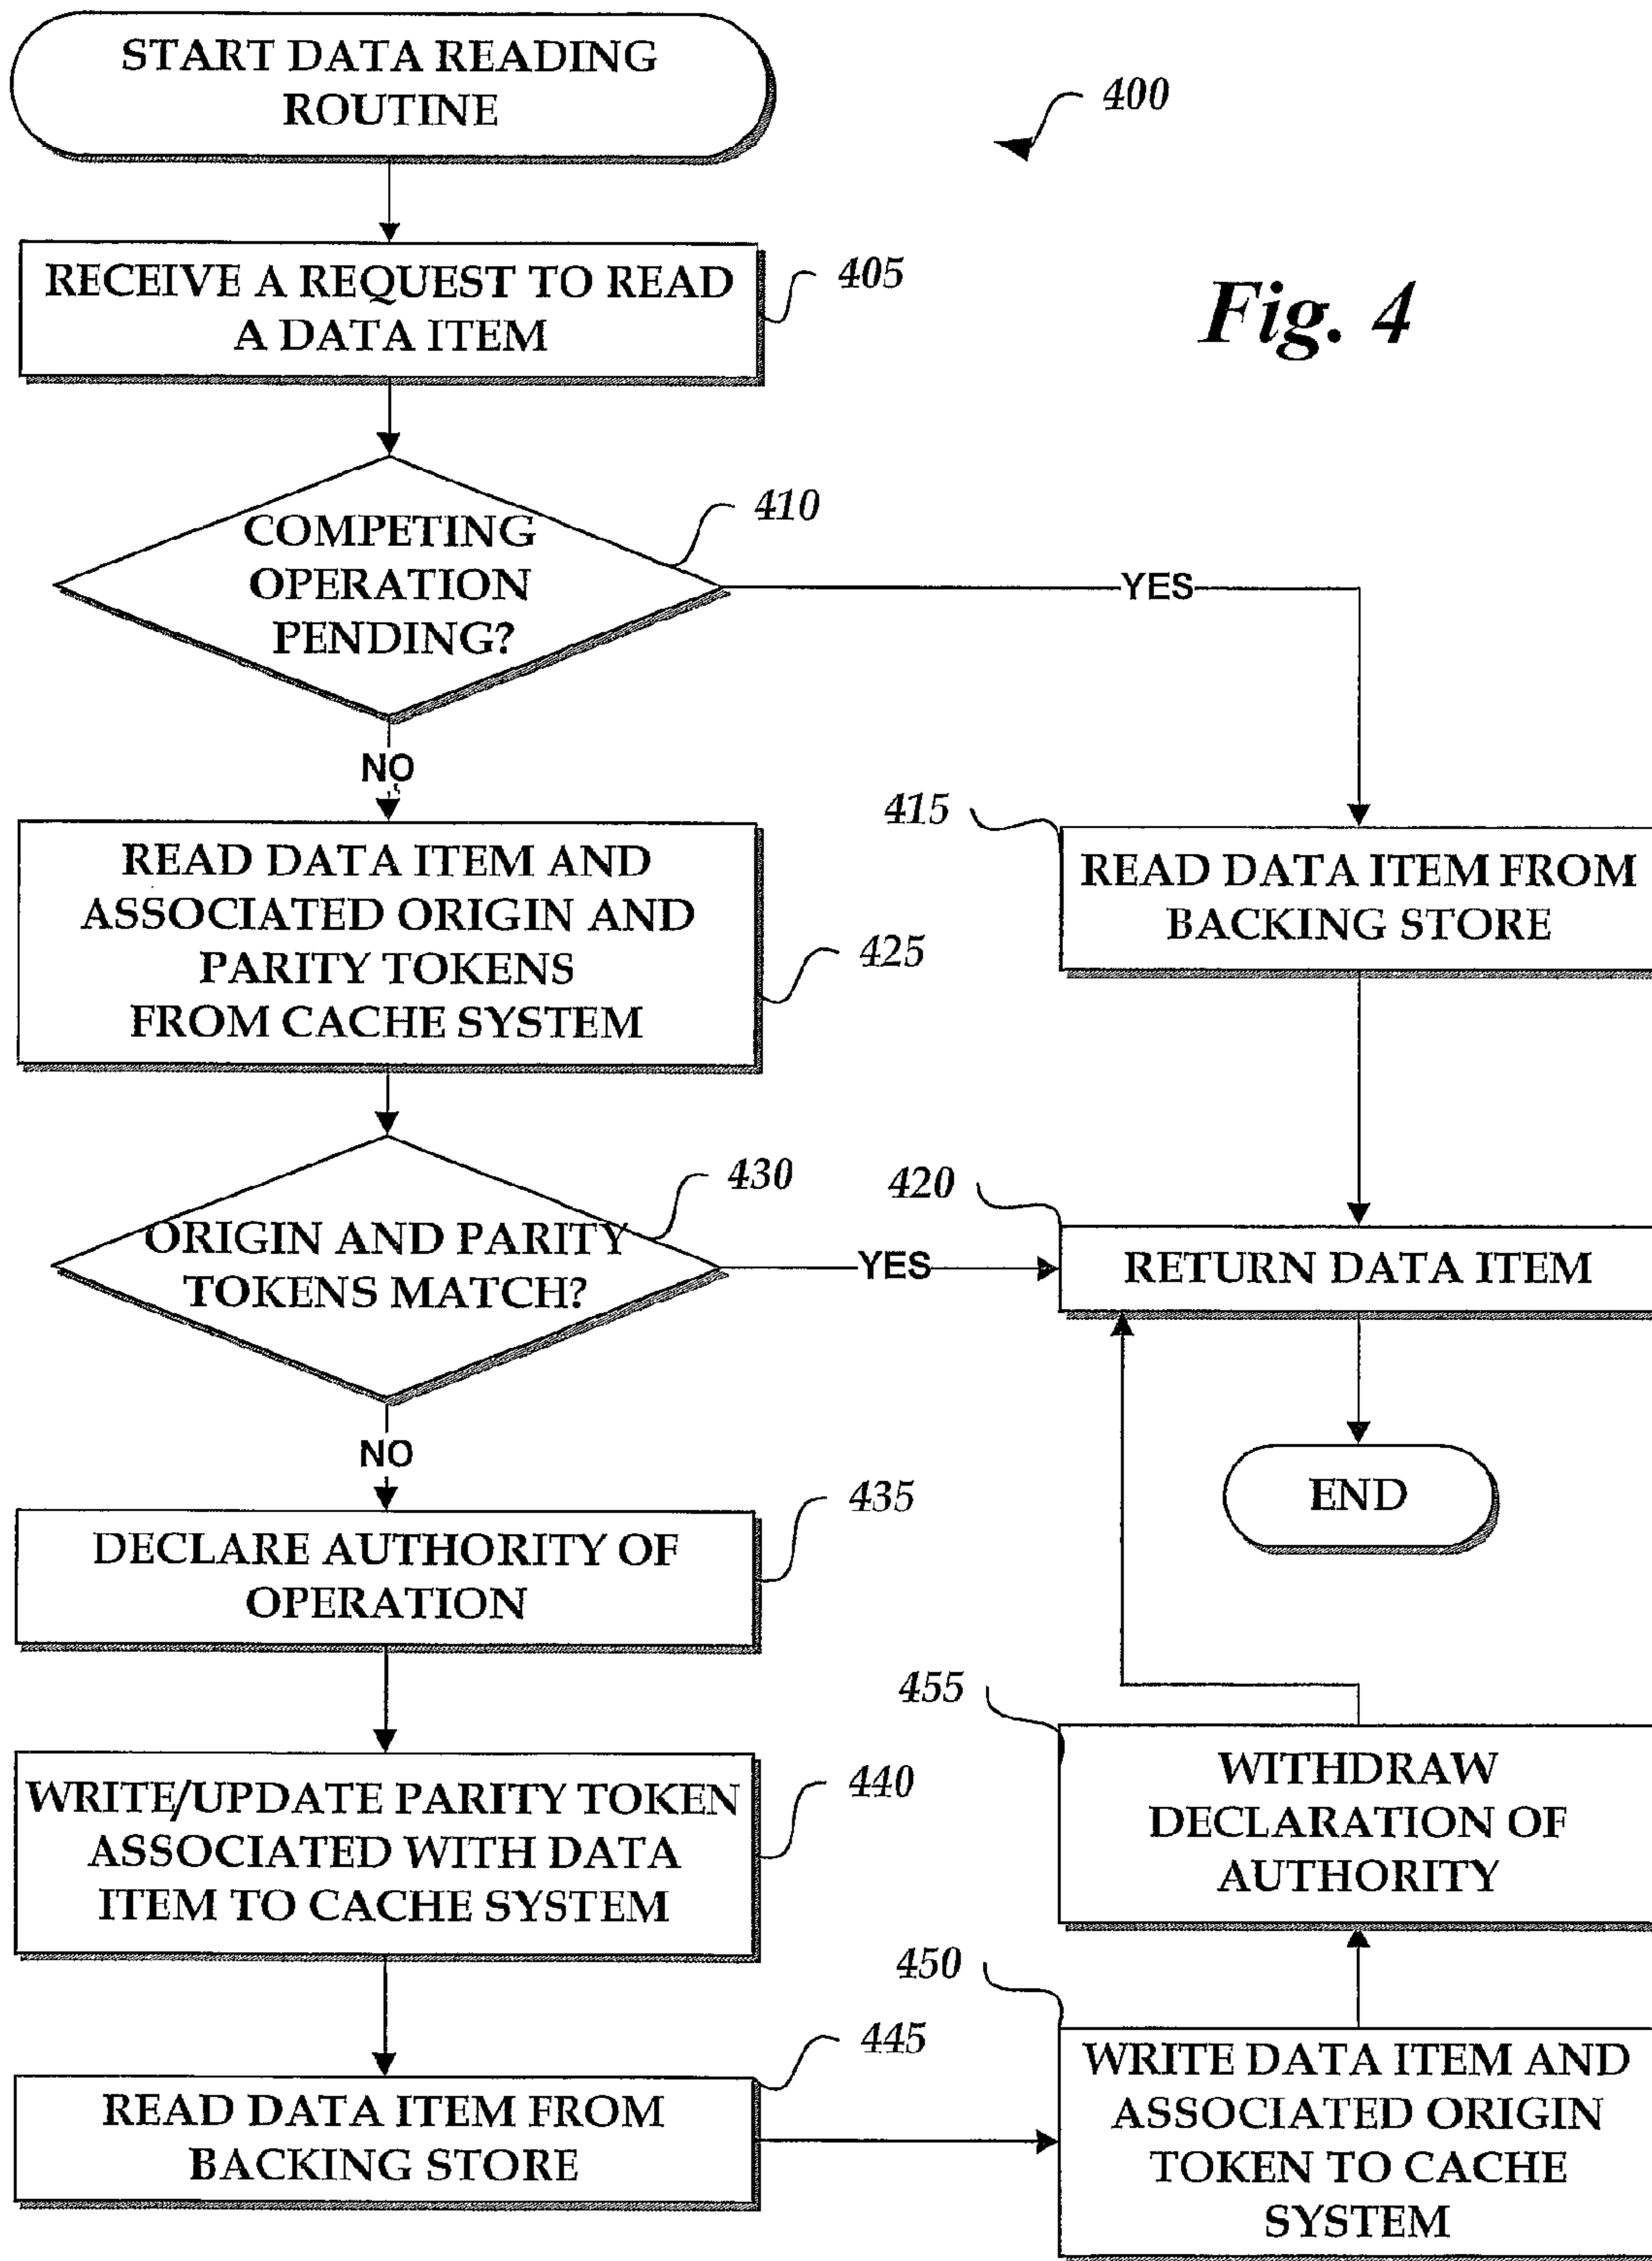 START DATA READING
ROUTINE
400
RECEIVE A REQUEST TO READ
A DATA ITEM
405
Fig. 4
COMPETING
OPERATION
PENDING?
410
YES
NO
READ DATA ITEM AND
ASSOCIATED ORIGIN AND
PARITY TOKENS
FROM CACHE SYSTEM
425
415
READ DATA ITEM FROM
BACKING STORE
ORIGIN AND PARITY
TOKENS MATCH?
430
YES
420
RETURN DATA ITEM
END
NO
DECLARE AUTHORITY OF
OPERATION
435
WRITE/UPDATE PARITY TOKEN
ASSOCIATED WITH DATA
ITEM TO CACHE SYSTEM
440
READ DATA ITEM FROM
BACKING STORE
445
450
WRITE DATA ITEM AND
ASSOCIATED ORIGIN
TOKEN TO CACHE
SYSTEM
455
WITHDRAW
DECLARATION OF
AUTHORITY